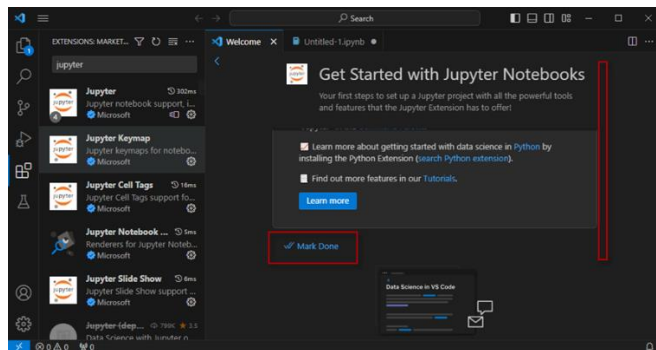 Search
EXTENSIONS: MARKET...
Welcome
Untitled-1.ipynb
jupyter
Jupyter
302ms
Jupyter notebook support, i...
Microsoft
4
Jupyter Keymap
Jupyter keymaps for notebo...
Microsoft
Jupyter Cell Tags
16ms
Jupyter Cell Tags support fo...
Microsoft
Jupyter Notebook ...
5ms
Renderers for Jupyter Noteb...
Microsoft
Jupyter Slide Show
6ms
Jupyter Slide Show support ...
Microsoft
Jupyter (dep...
Data Science with Jupyter o
Get Started with Jupyter Notebooks
Your first steps to set up a Jupyter project with all the powerful tools
and features that the Jupyter Extension has to offer!
Learn more about getting started with data science in Python by
installing the Python Extension (search Python extension).
Find out more features in our Tutorials.
Learn more
Mark Done
Data Science in VS Code
0 0 0